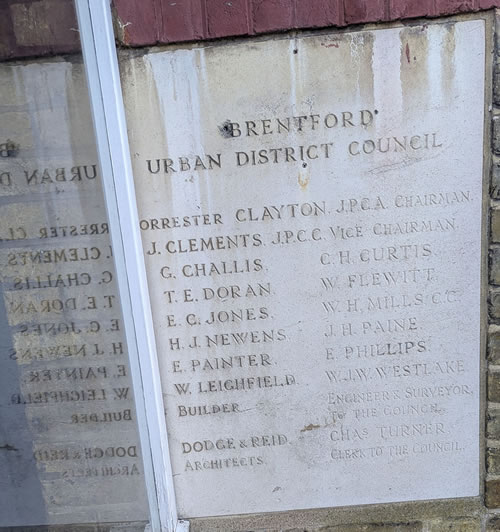 BRENTFORD
URBAN DISTRICT COUNCIL
ORRESTER CLAYTON. J.P.C.A. CHAIRMAN.
J. CLEMENTS. J.P.C.C. VICE CHAIRMAN.
G. CHALLIS. C. H. CURTIS.
T. E. DORAN. W. FLEWITT.
E. C. JONES. W. H. MILLS C.C.
H. J. NEWENS. J. H. PAINE.
E. PAINTER. E. PHILLIPS.
W. LEIGHFIELD. W. J. W. WESTLAKE.
BUILDER ENGINEER & SURVEYOR
TO THE COUNCIL.
DODGE & REID. CHAS TURNER.
ARCHITECTS. CLERK TO THE COUNCIL.